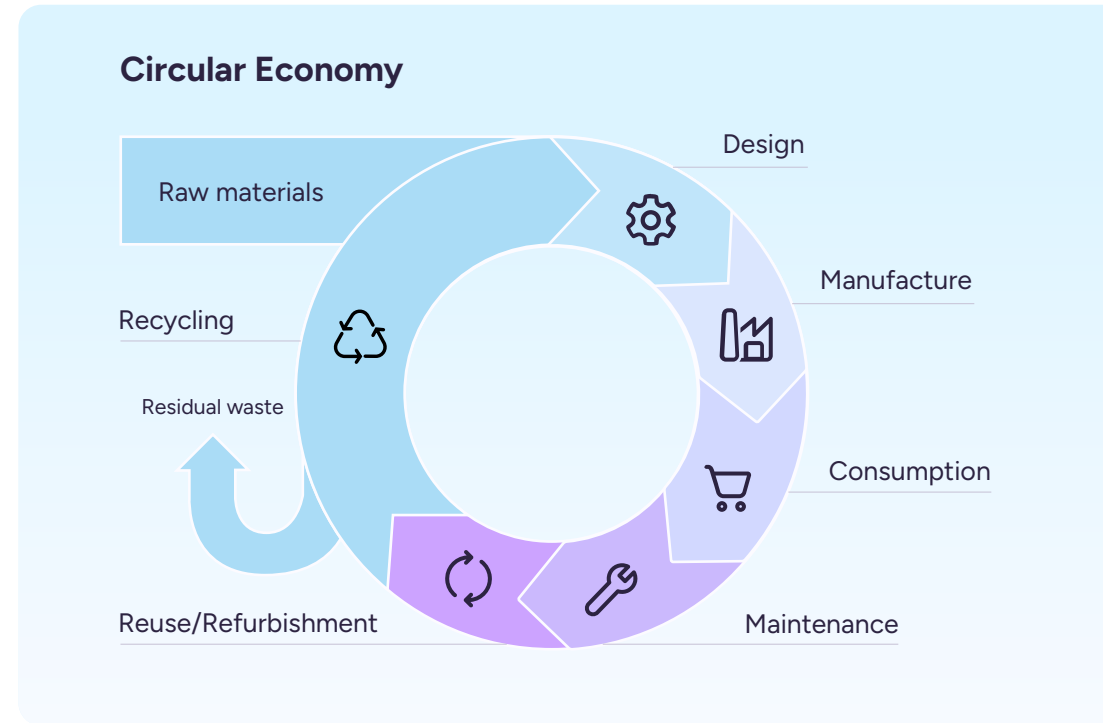 Circular Economy
Design
Raw materials
Manufacture
Recycling
Residual waste
Consumption
Reuse/Refurbishment
Maintenance